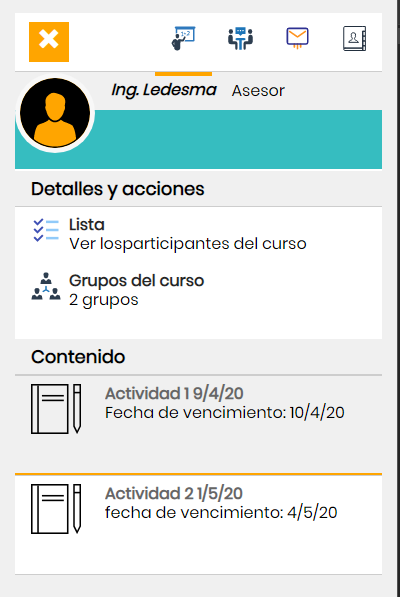 Ing. Ledesma Asesor
Detalles y acciones
Lista
Ver losparticipantes del curso
Grupos del curso
2 grupos
Contenido
Actividad 1 9/4/20
Fecha de vencimiento: 10/4/20
Actividad 2 1/5/20
fecha de vencimiento: 4/5/20